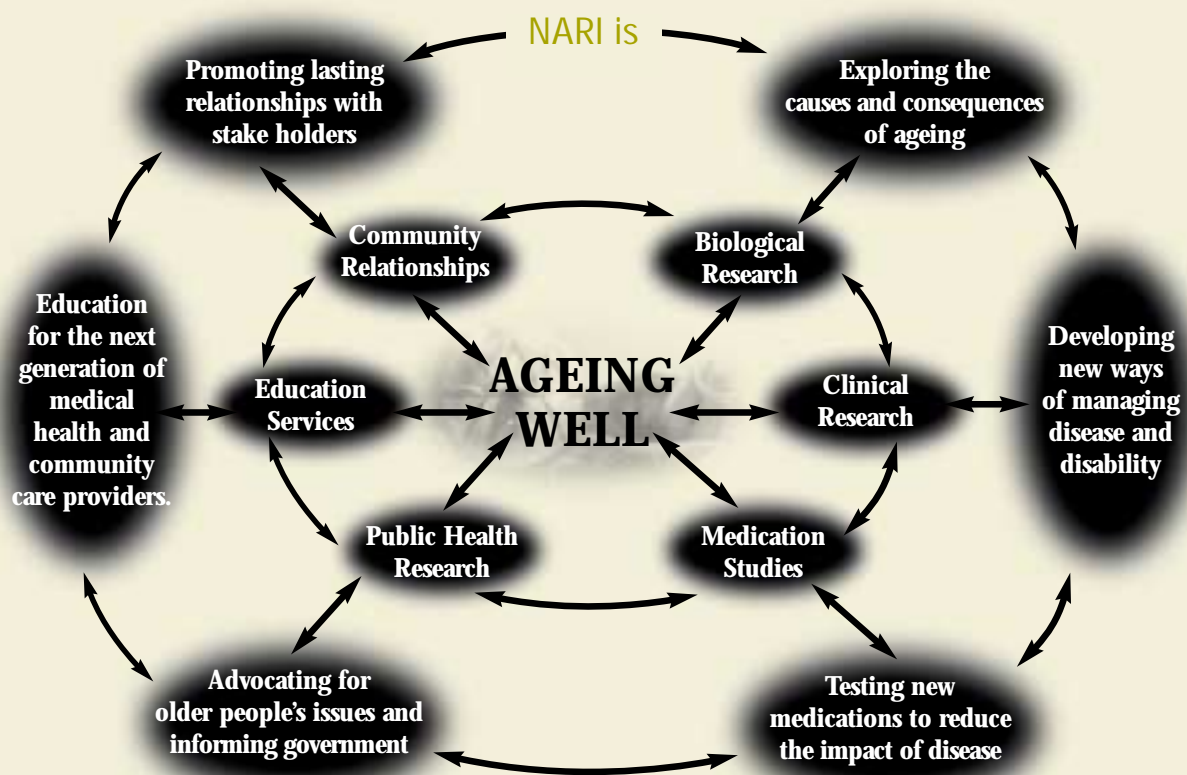 NARI is
Promoting lasting
relationships with
stake holders
Exploring the
causes and consequences
of ageing
Community
Relationships
Biological
Research
Education
for the next
generation of
medical
health and
community
care providers.
Education
Services
AGEING
WELL
Clinical
Research
Developing
new ways
of managing
disease and
disability
Public Health
Research
Medication
Studies
Advocating for
older people's issues and
informing government
Testing new
medications to reduce
the impact of disease